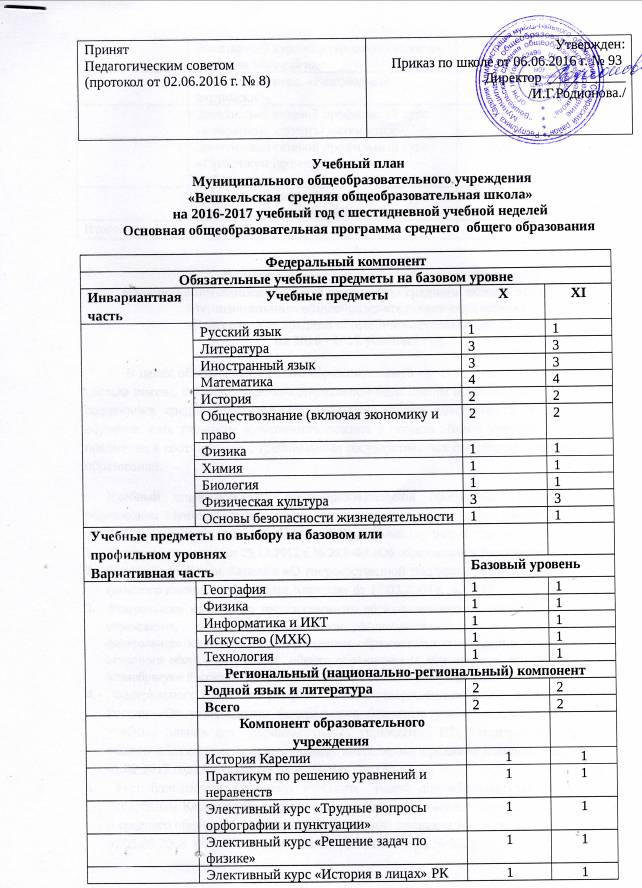 Принят
Педагогическим советом
(протокол от 02.06.2016 г. № 8)
Утвержден:
Приказ по школе от 06.06.2016 г. № 93
Директор
/И.Г.Родионова./
Учебный план
Муниципального общеобразовательного учреждения
«Вешкельская средняя общеобразовательная школа»
на 2016-2017 учебный год с шестидневной учебной неделей
Основная общеобразовательная программа среднего общего образования
Федеральный компонент
Обязательные учебные предметы на базовом уровне
Инвариантная часть Учебные предметы X XI
Русский язык 1 1
Литература 3 3
Иностранный язык 3 3
Математика 4 4
История 2 2
Обществознание (включая экономику и 2 2
право
Физика 1 1
Химия 1 1
Биология 1 1
Физическая культура 3 3
Основы безопасности жизнедеятельности 1 1
Учебные предметы по выбору на базовом или
профильном уровнях
Вариативная часть Базовый уровень
География 1 1
Физика 1 1
Информатика и ИКТ 1 1
Искусство (МХК) 1 1
Технология 1 1
Региональный (национально-региональный) компонент
Родной язык и литература 2 2
Всего 2 2
Компонент образовательного
учреждения
История Карелии 1 1
Практикум по решению уравнений и 1 1
неравенств
Элективный курс «Трудные вопросы 1 1
орфографии и пунктуации»
Элективный курс «Решение задач по 1 1
физике»
Элективный курс «История в лицах» РК 1 1